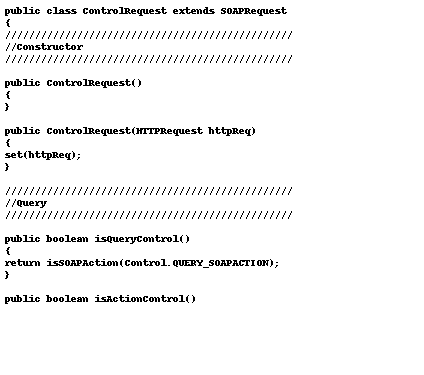 public class ControlRequest extends SOAPRequest
{
////////////////////////////////////////////////
//Constructor
////////////////////////////////////////////////
public ControlRequest()
{
}
public ControlRequest(HTTPRequest httpReq)
{
set(httpReq);
}
////////////////////////////////////////////////
//Query
////////////////////////////////////////////////
public boolean isQueryControl()
{
return isSOAPAction(Control.QUERY_SOAPACTION);
}
public boolean isActionControl()